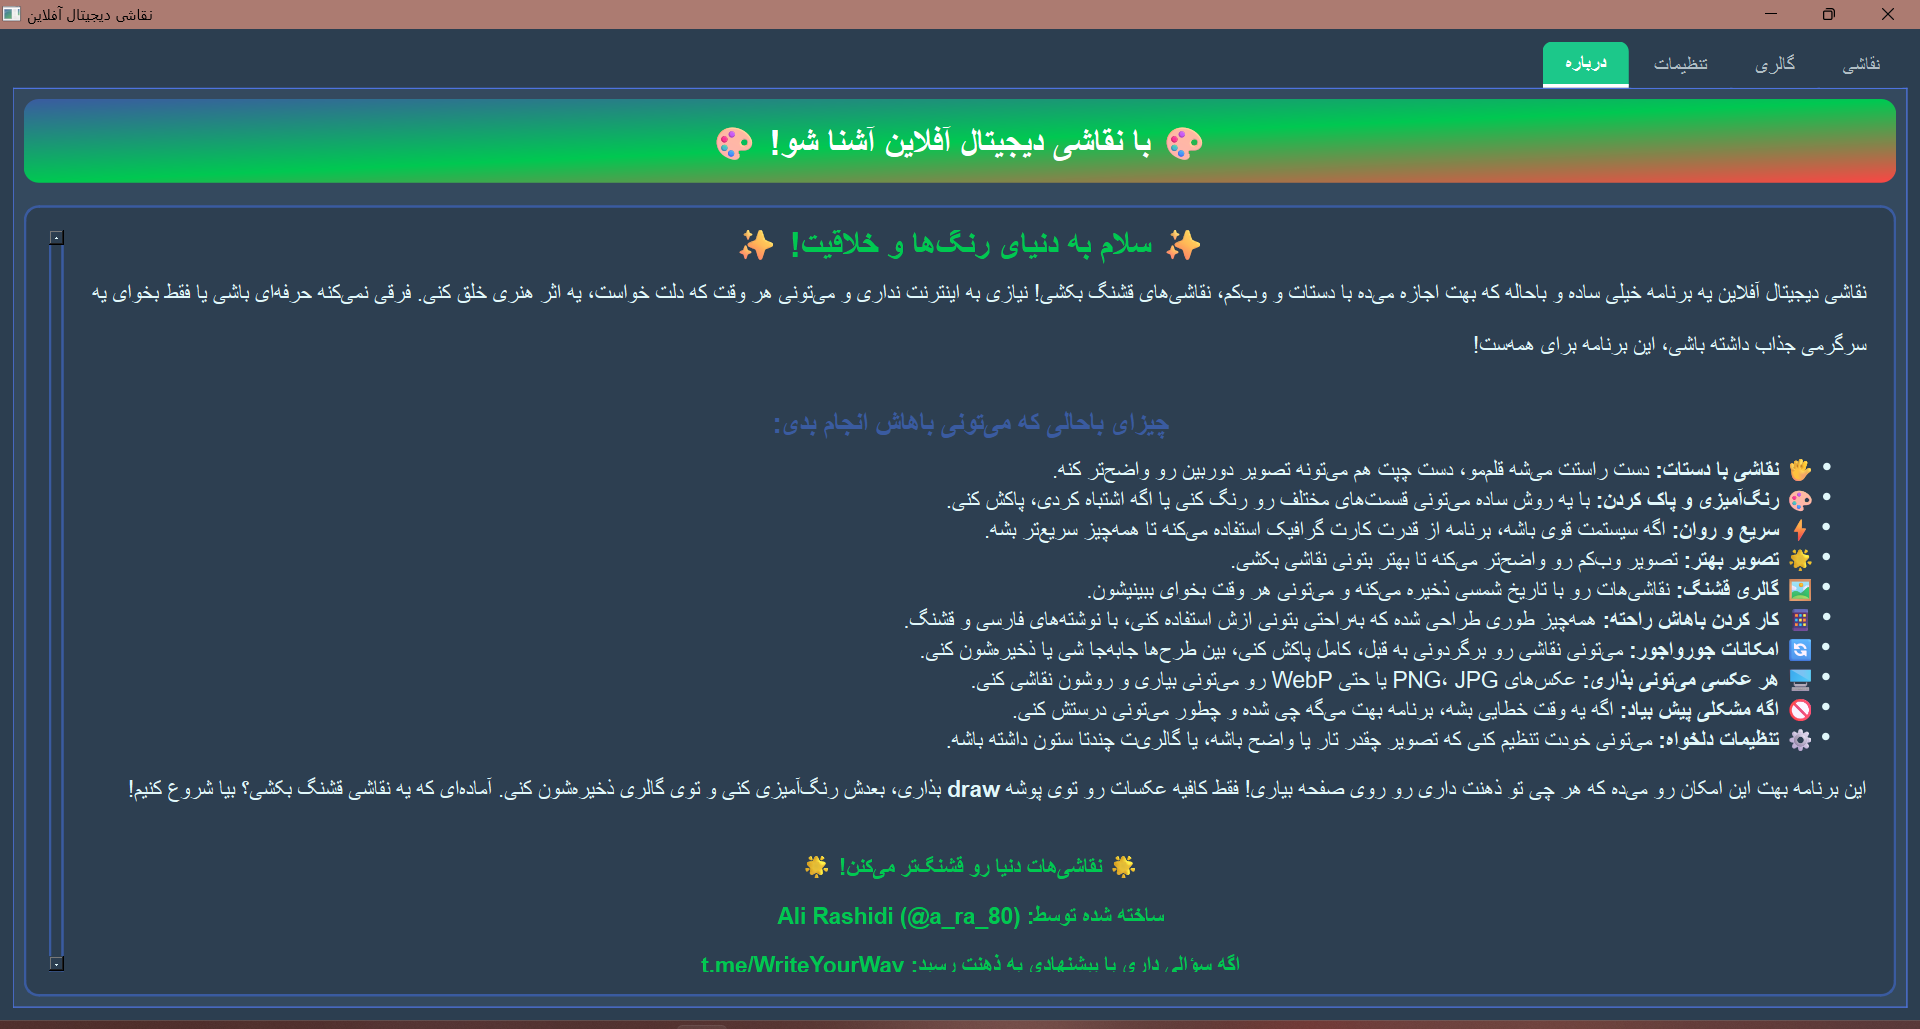 نقاشی دیجیتال آفلاین
نقاشی
گالری
تنظیمات
درباره
🎨 با نقاشی دیجیتال آفلاین آشنا شو! 🎨
✨ سلام به دنیای رنگ‌ها و خلاقیت! ✨
نقاشی دیجیتال آفلاین یه برنامه خیلی ساده و باحاله که بهت اجازه می‌ده با دستات و وب‌کم، نقاشی‌های قشنگ بکشی! نیازی به اینترنت نداری و می‌تونی هر وقت که دلت خواست، یه اثر هنری خلق کنی. فرقی نمی‌کنه حرفه‌ای باشی یا فقط بخوای یه
سرگرمی جذاب داشته باشی، این برنامه برای همه‌ست!
چیزای باحالی که می‌تونی باهاش انجام بدی:
• 🖐 نقاشی با دستات: دست راستت می‌شه قلم‌مو، دست چپت هم می‌تونه تصویر دوربین رو واضح‌تر کنه.
• 🎨 رنگ‌آمیزی و پاک کردن: با یه روش ساده می‌تونی قسمت‌های مختلف رو رنگ کنی یا اگه اشتباه کردی، پاکش کنی.
• ⚡ سریع و روان: اگه سیستمت قوی باشه، برنامه از قدرت کارت گرافیک استفاده می‌کنه تا همه‌چیز سریع‌تر بشه.
• 🌟 تصویر بهتر: تصویر وب‌کم رو واضح‌تر می‌کنه تا بهتر بتونی نقاشی بکشی.
• 🖼 گالری قشنگ: نقاشی‌هات رو با تاریخ شمسی ذخیره می‌کنه و می‌تونی هر وقت بخوای ببینیشون.
• 📱 کار کردن باهاش راحته: همه‌چیز طوری طراحی شده که به‌راحتی بتونی ازش استفاده کنی، با نوشته‌های فارسی و قشنگ.
• 🔄 امکانات جورواجور: می‌تونی نقاشی رو برگردونی به قبل، کامل پاکش کنی، بین طرح‌ها جابه‌جا شی یا ذخیره‌شون کنی.
• 🖥 هر عکسی می‌تونی بذاری: عکس‌های PNG، JPG یا حتی WebP رو می‌تونی بیاری و روشون نقاشی کنی.
• 🚫 اگه مشکلی پیش بیاد: اگه یه وقت خطایی بشه، برنامه بهت می‌گه چی شده و چطور می‌تونی درستش کنی.
• ⚙ تنظیمات دلخواه: می‌تونی خودت تنظیم کنی که تصویر چقدر تار یا واضح باشه، یا گالری‌ت چندتا ستون داشته باشه.
این برنامه بهت این امکان رو می‌ده که هر چی تو ذهنت داری رو روی صفحه بیاری! فقط کافیه عکسات رو توی پوشه draw بذاری، بعدش رنگ‌آمیزی کنی و توی گالری ذخیره‌شون کنی. آماده‌ای که یه نقاشی قشنگ بکشی؟ بیا شروع کنیم!
🌟 نقاشی‌هات دنیا رو قشنگ‌تر می‌کنن! 🌟
ساخته شده توسط: Ali Rashidi (@a_ra_80)
اگه سؤالی داری یا پیشنهادی به ذهنت رسید: t.me/WriteYourWay